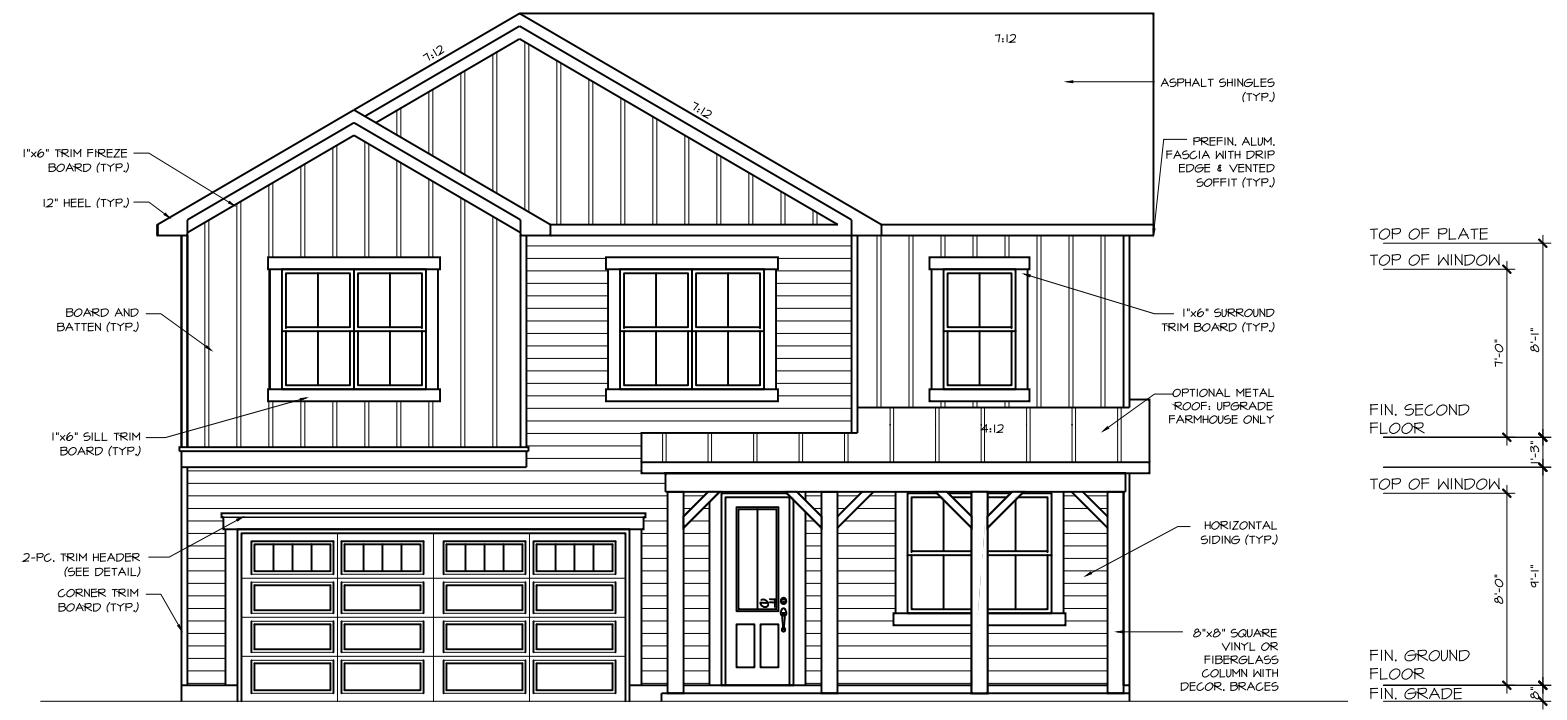 7:12
7:12
7:12
ASPHALT SHINGLES
(TYP.)
1"x6" TRIM FIREZE
BOARD (TYP.)
PREFIN. ALUM.
FASCIA WITH DRIP
EDGE & VENTED
SOFFIT (TYP.)
12" HEEL (TYP.)
TOP OF PLATE
TOP OF WINDOW
BOARD AND
BATTEN (TYP.)
1"x6" SURROUND
TRIM BOARD (TYP.)
7'-0"
8'-1"
OPTIONAL METAL
ROOF: UPGRADE
FARMHOUSE ONLY
4:12
FIN. SECOND
FLOOR
1"x6" SILL TRIM
BOARD (TYP.)
1'-3"
TOP OF WINDOW
2-PC. TRIM HEADER
(SEE DETAIL)
HORIZONTAL
SIDING (TYP.)
CORNER TRIM
BOARD (TYP.)
8'-0"
9'-1"
8"x8" SQUARE
VINYL OR
FIBERGLASS
COLUMN WITH
DECOR. BRACES
FIN. GROUND
FLOOR
FIN. GRADE
8"